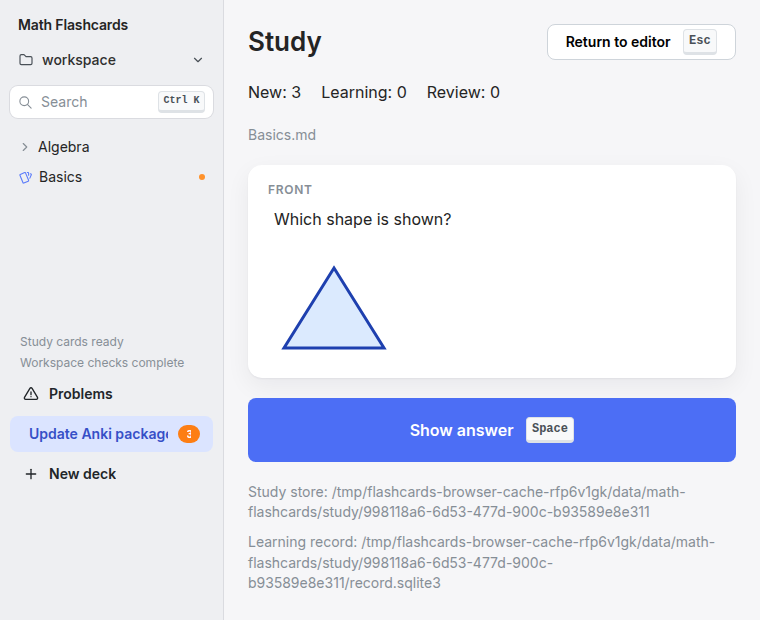 Math Flashcards
workspace
Search Ctrl K
Algebra
Basics
Study cards ready
Workspace checks complete
Problems
Update Anki package 3
New deck
Study
Return to editor Esc
New: 3 Learning: 0 Review: 0
Basics.md
FRONT
Which shape is shown?
Show answer Space
Study store: /tmp/flashcards-browser-cache-rfp6v1gk/data/math-
flashcards/study/998118a6-6d53-477d-900c-b93589e8e311
Learning record: /tmp/flashcards-browser-cache-rfp6v1gk/data/math-
flashcards/study/998118a6-6d53-477d-900c-
b93589e8e311/record.sqlite3